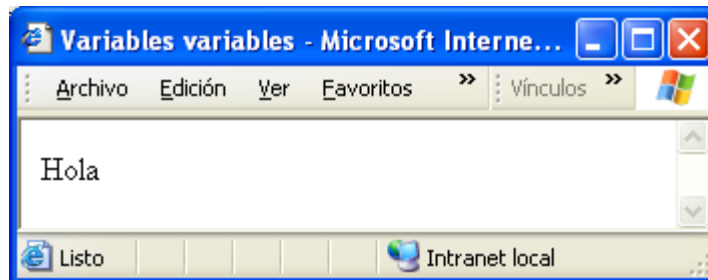 Variables variables - Microsoft Interne...
Archivo Edición Ver Favoritos » Vínculos »
Hola
Listo Intranet local